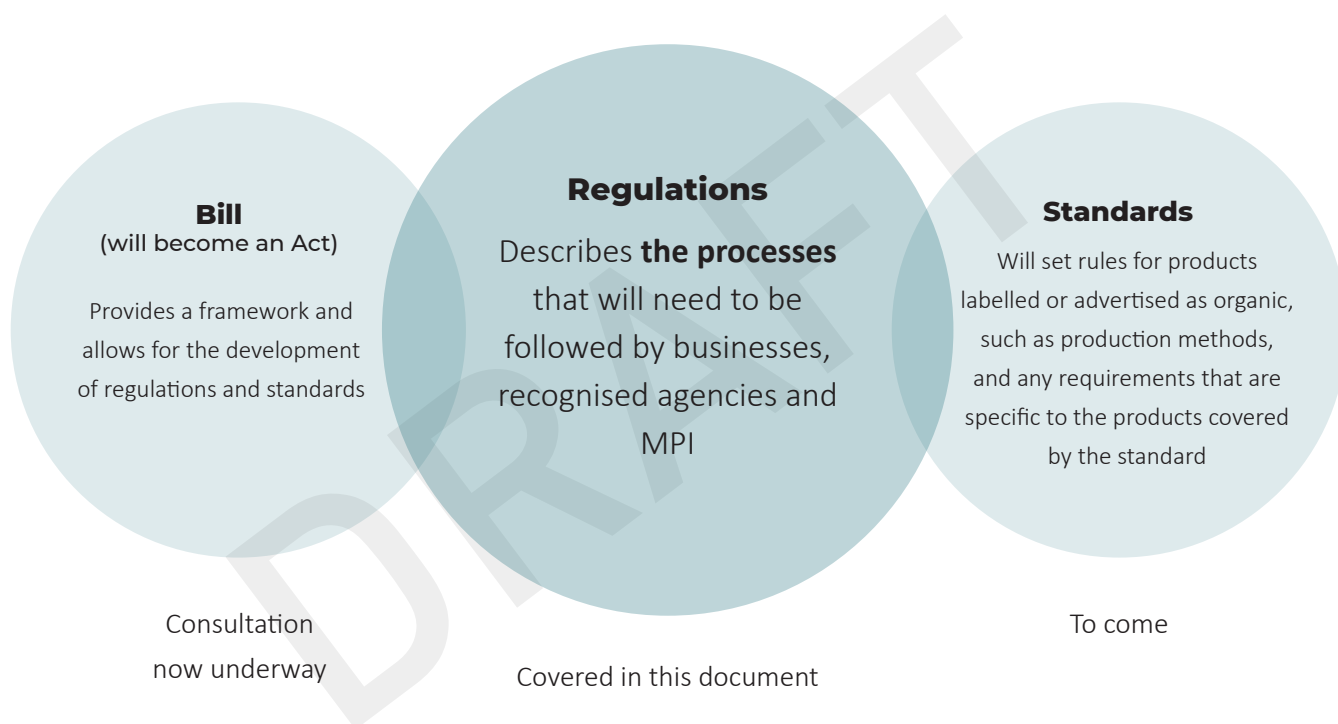 Bill
(will become an Act)
Provides a framework and
allows for the development
of regulations and standards
Consultation
now underway
Regulations
Describes the processes
that will need to be
followed by businesses,
recognised agencies and
MPI
Covered in this document
Standards
Will set rules for products
labelled or advertised as organic,
such as production methods,
and any requirements that are
specific to the products covered
by the standard
To come
DRAFT